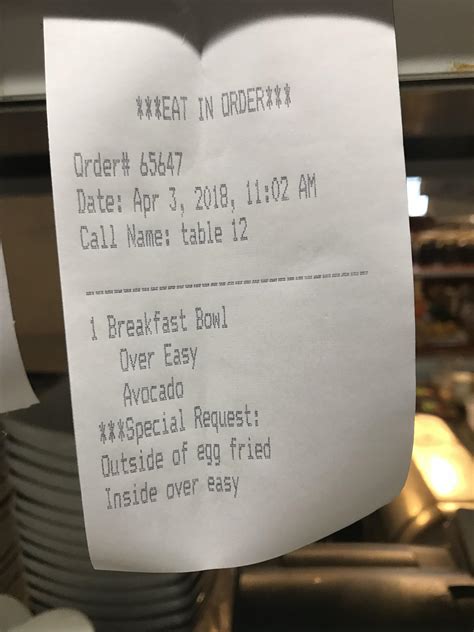 ***EAT IN ORDER***
Order# 65647
Date: Apr 3, 2018, 11:02 AM
Call Name: table 12
1 Breakfast Bowl
Over Easy
Avocado
***Special Request:
Outside of egg fried
Inside over easy